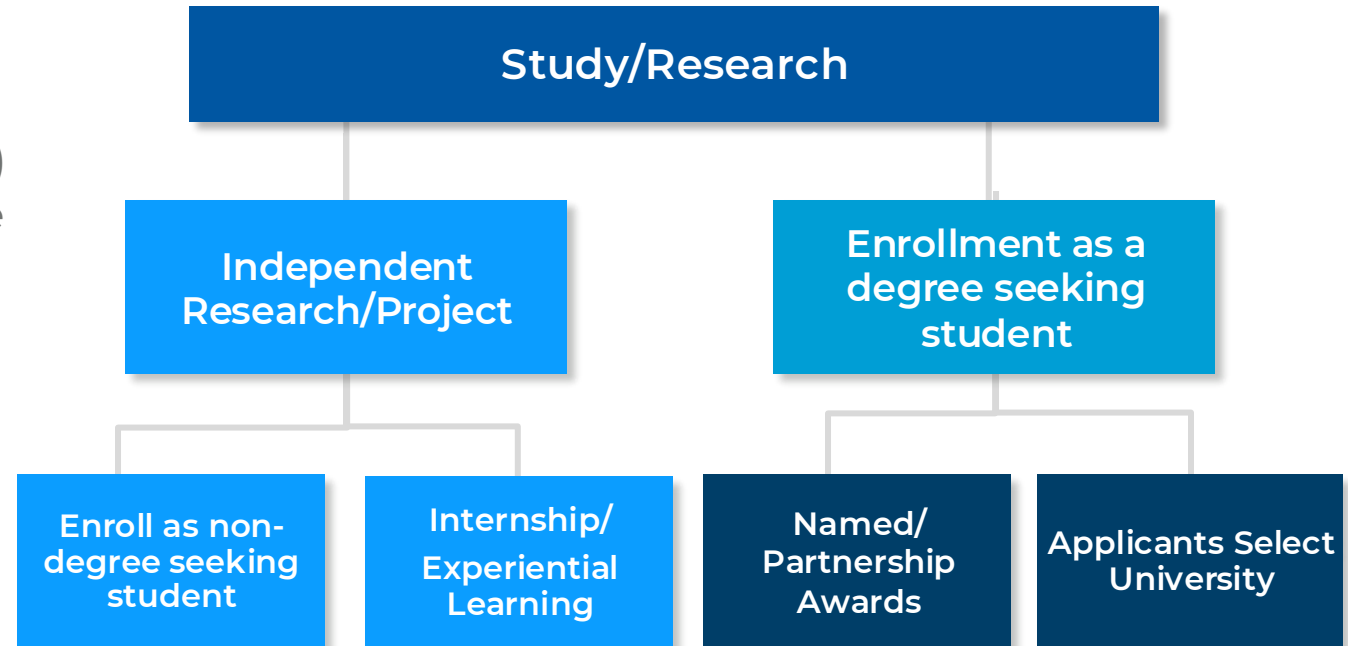 Study/Research
Independent
Research/Project
Enrollment as a
degree seeking
student
Enroll as non-
degree seeking
student
Internship/
Experiential
Learning
Named/
Partnership
Awards
Applicants Select
University